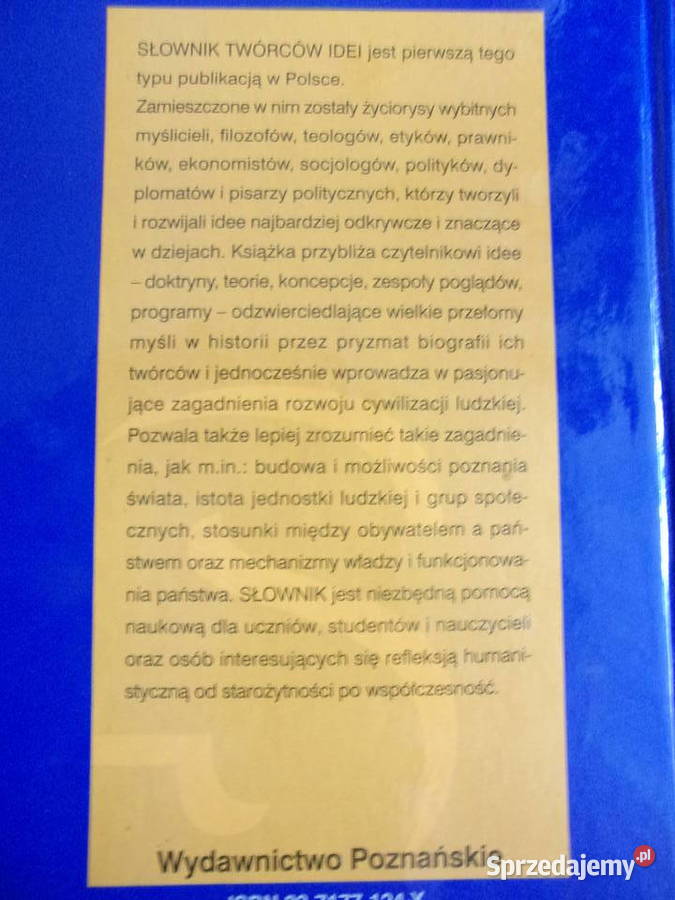 SŁOWNIK TWÓRCÓW IDEI jest pierwszą tego
typu publikacją w Polsce.
Zamieszczone w nim zostały życiorysy wybitnych
myślicieli, filozofów, teologów, etyków, prawni-
ków, ekonomistów, socjologów, polityków, dy-
plomatów i pisarzy politycznych, którzy tworzyli
i rozwijali idee najbardziej odkrywcze i znaczące
w dziejach. Książka przybliża czytelnikowi idee
– doktryny, teorie, koncepcje, zespoły poglądów,
programy – odzwierciedlające wielkie przełomy
myśli w historii przez pryzmat biografii ich
twórców i jednocześnie wprowadza w pasjonu-
jące zagadnienia rozwoju cywilizacji ludzkiej.
Pozwala także lepiej zrozumieć takie zagadnie-
nia, jak m.in.: budowa i możliwości poznania
świata, istota jednostki ludzkiej i grup społe-
cznych, stosunki między obywatelem a pań-
stwem oraz mechanizmy władzy i funkcjonowa-
nia państwa. SŁOWNIK jest niezbędną pomocą
naukową dla uczniów, studentów i nauczycieli
oraz osób interesujących się refleksją humani-
styczną od starożytności po współczesność.
Wydawnictwo Poznańskie
Sprzedajemy.pl
ISBN 83-7177-124-X